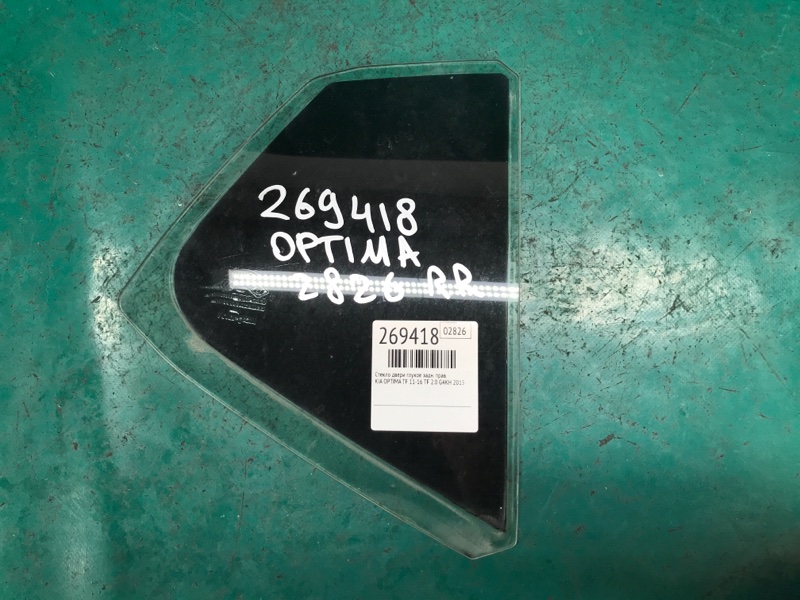 269418
OPTIMA
2826 RR
269418 02826
Стекло двери глухое задн. прав.
KIA OPTIMA TF 11-16 TF 2.0 G4KH 2013